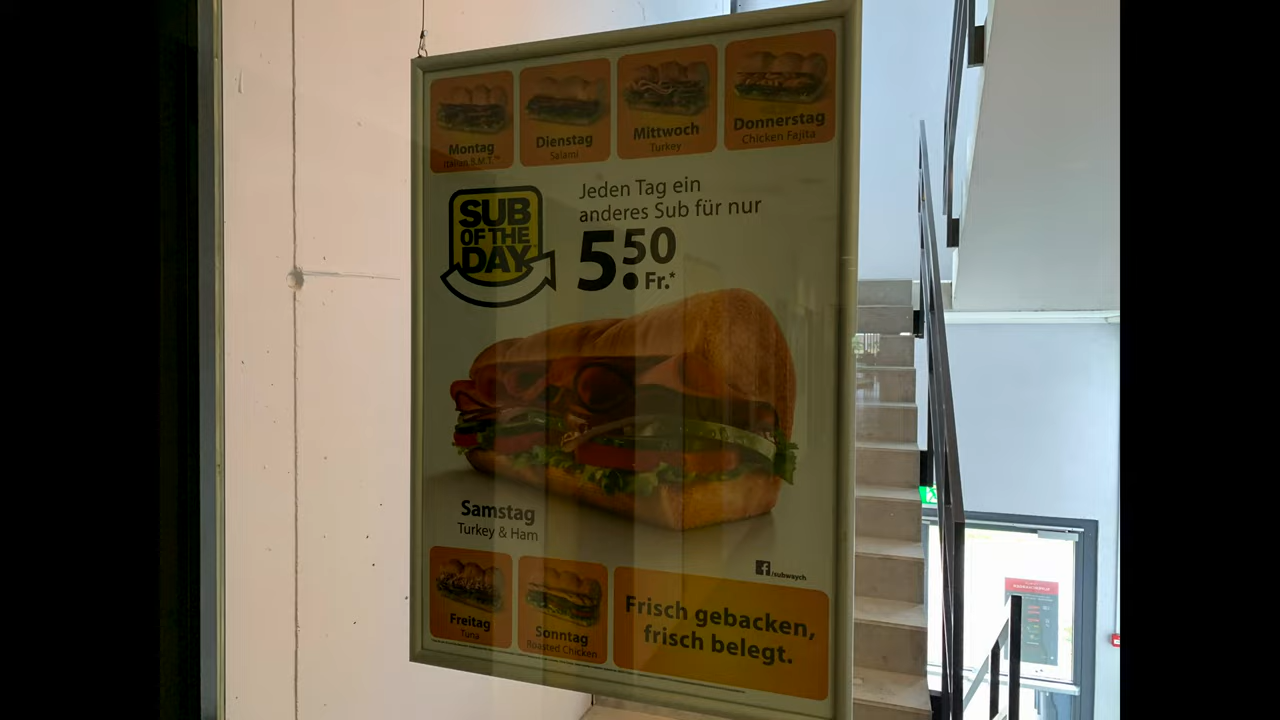 Montag
Italian B.M.T.™
Dienstag
Salami
Mittwoch
Turkey
Donnerstag
Chicken Fajita
SUB
OF THE
DAY
Jeden Tag ein
anderes Sub für nur
5.50
Fr.*
Samstag
Turkey & Ham
/subwaych
Freitag
Tuna
Sonntag
Roasted Chicken
Frisch gebacken,
frisch belegt.